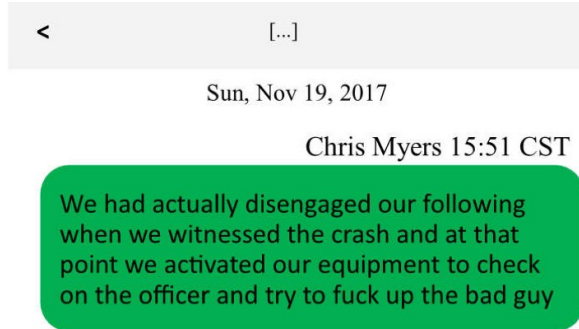 <
[...]
Sun, Nov 19, 2017
Chris Myers 15:51 CST
We had actually disengaged our following
when we witnessed the crash and at that
point we activated our equipment to check
on the officer and try to fuck up the bad guy